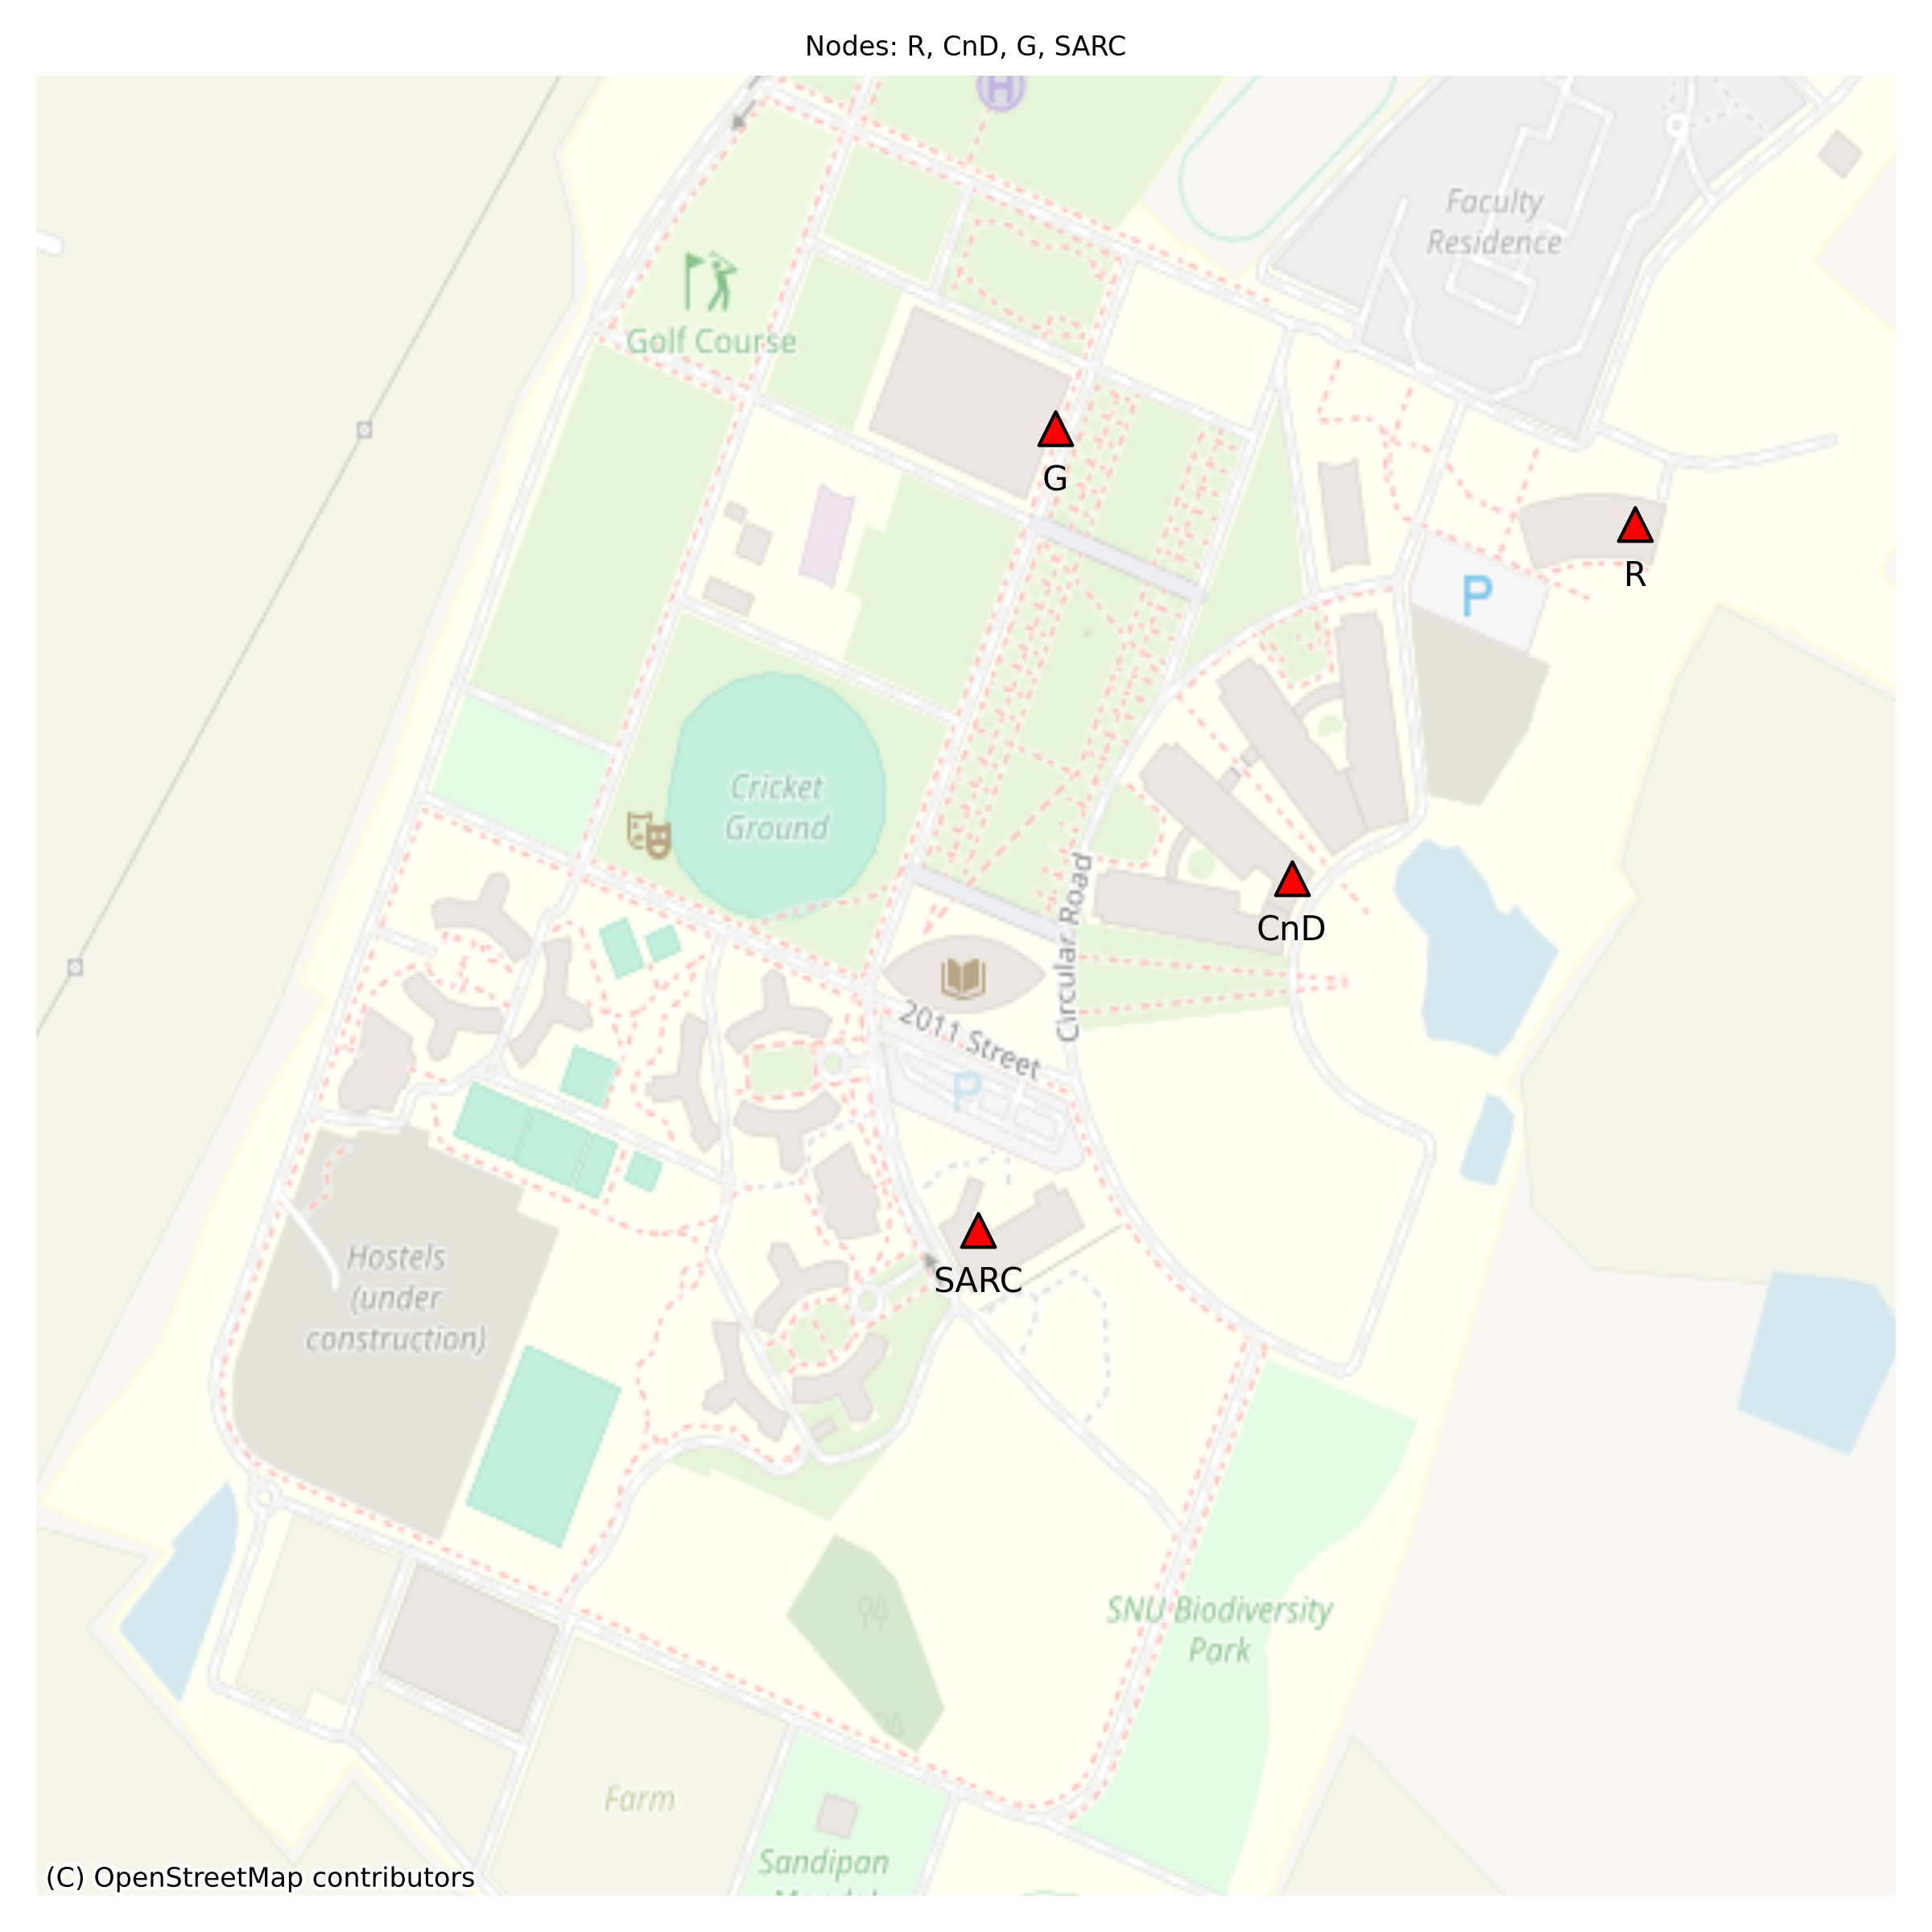 Nodes: R, CnD, G, SARC
H
Faculty
Residence
Golf Course
G
R
P
Cricket
Ground
CnD
Circular Road
2011 Street
P
SARC
Hostels
(under
construction)
SNU Biodiversity
Park
Farm
Sandipan
(C) OpenStreetMap contributors